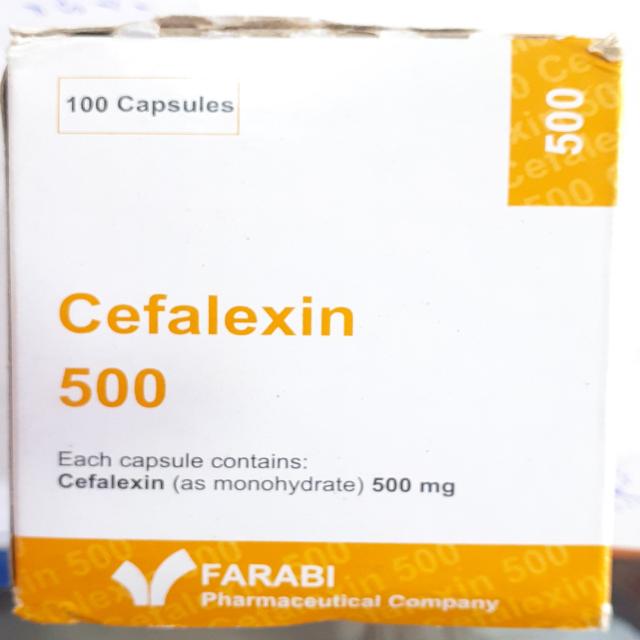 100 Capsules
500
Cefalexin
500
Each capsule contains:
Cefalexin (as monohydrate) 500 mg
FARABI
Pharmaceutical Company